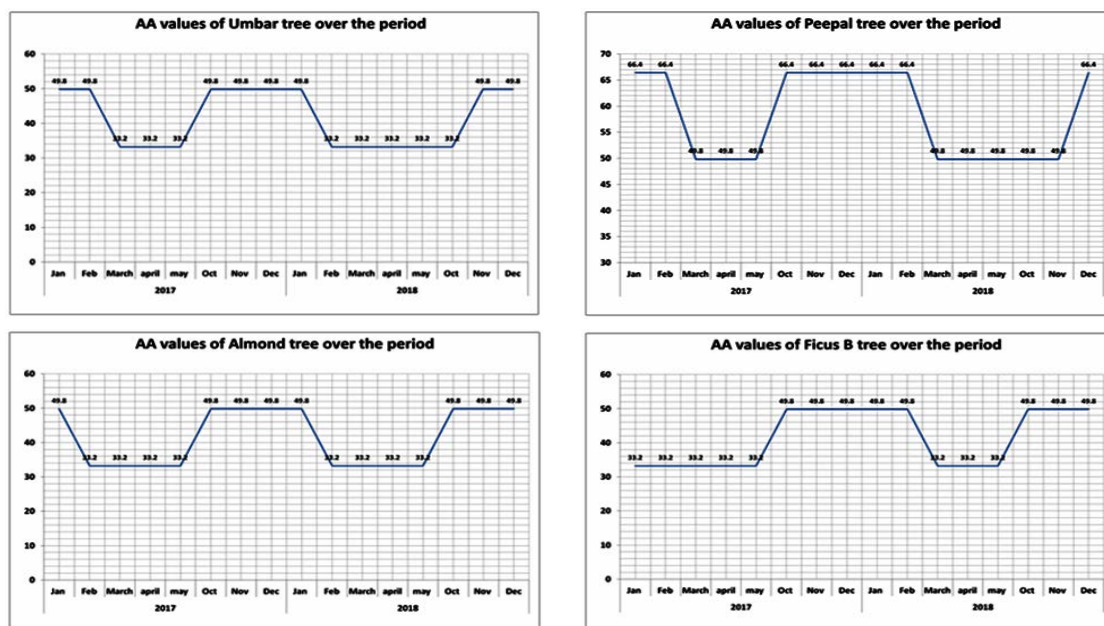 AA values of Umbar tree over the period
60
50
40
30
20
10
0
49.8 49.8 33.2 33.2 33.2 49.8 49.8 49.8 49.8 33.2 33.2 33.2 33.2 33.2 49.8 49.8
Jan Feb March april may Oct Nov Dec Jan Feb March april may Oct Nov Dec
2017 2018
AA values of Peepal tree over the period
70
65
60
55
50
45
40
35
30
66.4 66.4 49.8 49.8 49.8 66.4 66.4 66.4 66.4 66.4 49.8 49.8 49.8 49.8 49.8 66.4
Jan Feb March april may Oct Nov Dec Jan Feb March april may Oct Nov Dec
2017 2018
AA values of Almond tree over the period
60
50
40
30
20
10
0
49.8 33.2 33.2 33.2 33.2 49.8 49.8 49.8 49.8 33.2 33.2 33.2 33.2 49.8 49.8 49.8
Jan Feb March april may Oct Nov Dec Jan Feb March april may Oct Nov Dec
2017 2018
AA values of Ficus B tree over the period
60
50
40
30
20
10
0
33.2 33.2 33.2 33.2 33.2 49.8 49.8 49.8 49.8 49.8 33.2 33.2 33.2 49.8 49.8 49.8
Jan Feb March april may Oct Nov Dec Jan Feb March april may Oct Nov Dec
2017 2018